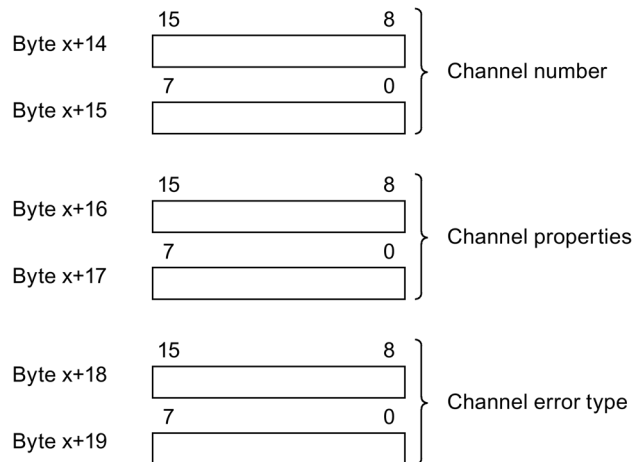 15 8
Byte x+14
Channel number
7 0
Byte x+15
15 8
Byte x+16
Channel properties
7 0
Byte x+17
15 8
Byte x+18
Channel error type
7 0
Byte x+19